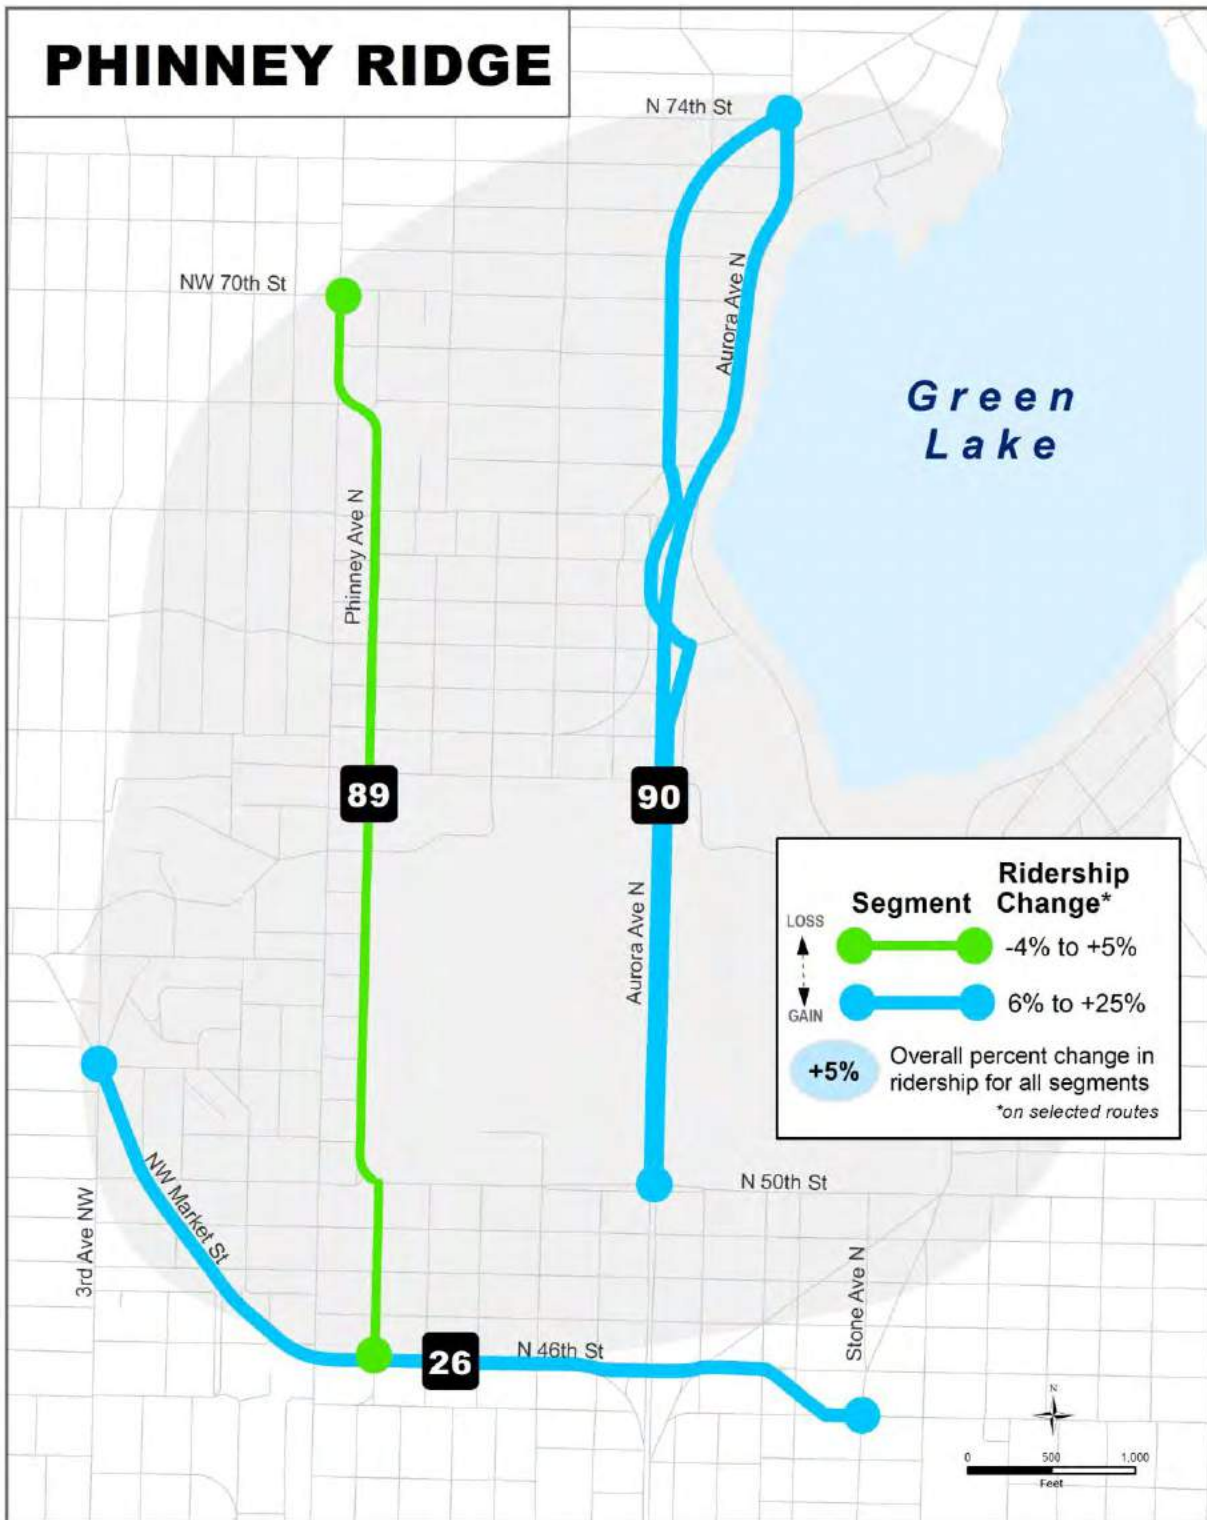 PHINNEY RIDGE
N 74th St
NW 70th St
Aurora Ave N
Green
Lake
Phinney Ave N
89
90
Aurora Ave N
Segment
Ridership
Change*
LOSS
GAIN
-4% to +5%
6% to +25%
+5%
Overall percent change in
ridership for all segments
*on selected routes
NW Market St
3rd Ave NW
N 50th St
Stone Ave N
26
N 46th St
N
0 500 1,000
Feet